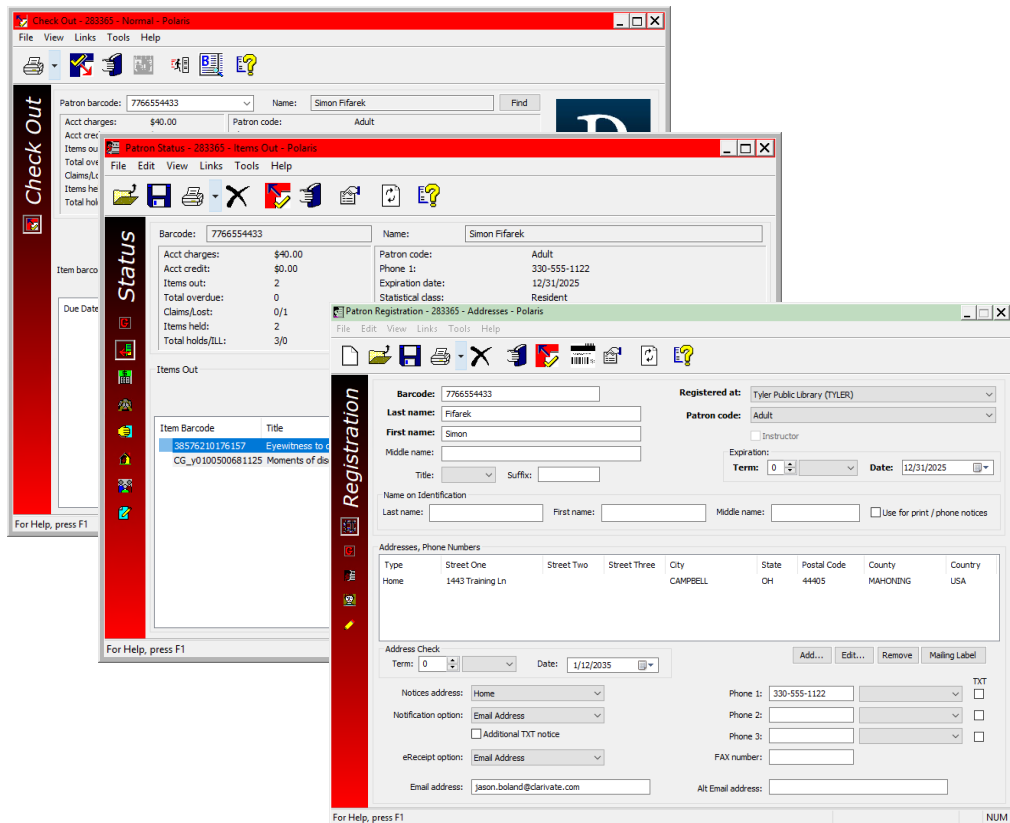 Check Out - 283365 - Normal - Polaris
File View Links Tools Help
Patron barcode: 7766554433 Name: Simon Fifarek Find
Acct charges: $40.00 Patron code: Adult
Acct
Items
Total
Claims/
Items
Total
Check Out
Item
Due Date
For Help, press F1
Patron Status - 283365 - Items Out - Polaris
File Edit View Links Tools Help
Status
Barcode: 7766554433 Name: Simon Fifarek
Acct charges: $40.00 Patron code: Adult
Acct credit: $0.00 Phone 1: 330-555-1122
Items out: 2 Expiration date: 12/31/2025
Total overdue: 0 Statistical class: Resident
Claims/Lost: 0/1
Items held: 2
Total holds/ILL: 3/0
Items Out
Item Barcode Title
38576210176157 Eyewitness to
CG_y0100500681125 Moments of
For Help, press F1
Patron Registration - 283365 - Addresses - Polaris
File Edit View Links Tools Help
Registration
Barcode: 7766554433 Registered at: Tyler Public Library (TYLER)
Last name: Fifarek Patron code: Adult
First name: Simon Instructor
Middle name: Expiration:
Title: Suffix: Term: 0 Date: 12/31/2025
Name on Identification
Last name: First name: Middle name: Use for print / phone notices
Addresses, Phone Numbers
Type Street One Street Two Street Three City State Postal Code County Country
Home 1443 Training Ln CAMPBELL OH 44405 MAHONING USA
Address Check
Term: 0 Date: 1/12/2035 Add... Edit... Remove Mailing Label
TXT
Notices address: Home Phone 1: 330-555-1122
Notification option: Email Address Phone 2:
Additional TXT notice Phone 3:
eReceipt option: Email Address FAX number:
Email address: jason.boland@clarivate.com Alt Email address:
For Help, press F1 NUM